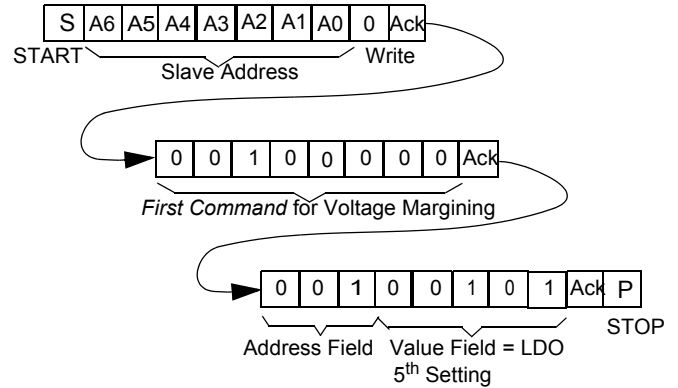 S A6 A5 A4 A3 A2 A1 A0 0 Ack
START Slave Address Write
0 0 1 0 0 0 0 0 Ack
First Command for Voltage Margining
0 0 1 0 0 1 0 1 Ack P
STOP
Address Field Value Field = LDO
5th Setting